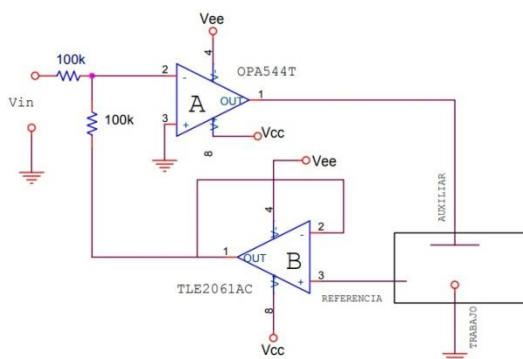 Vee
100k
4
OPA544T
2
-
V-
A
OUT
1
Vin
100k
3
+
V+
Vcc
8
Vee
4
AUXILIAR
V-
2
-
1
OUT
B
TLE2061AC
+
3
REFERENCIA
V+
8
TRABAJO
Vcc